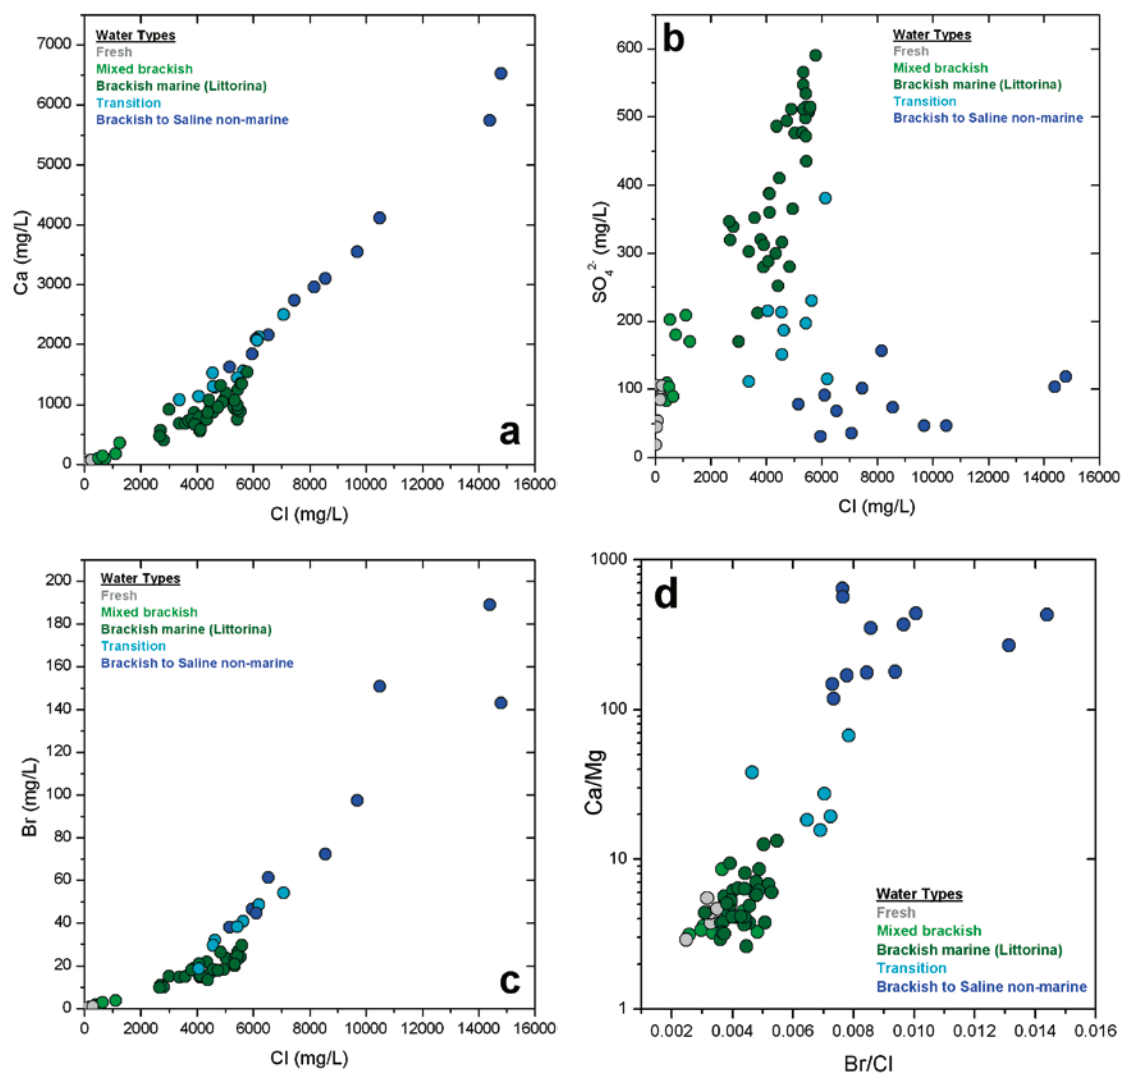 a
Water Types
Fresh
Mixed brackish
Brackish marine (Littorina)
Transition
Brackish to Saline non-marine
7000
6000
5000
4000
3000
2000
1000
0
Ca (mg/L)
0 2000 4000 6000 8000 10000 12000 14000 16000
Cl (mg/L)
b
Water Types
Fresh
Mixed brackish
Brackish marine (Littorina)
Transition
Brackish to Saline non-marine
600
500
400
300
200
100
0
SO₄²⁻ (mg/L)
0 2000 4000 6000 8000 10000 12000 14000 16000
Cl (mg/L)
c
Water Types
Fresh
Mixed brackish
Brackish marine (Littorina)
Transition
Brackish to Saline non-marine
200
180
160
140
120
100
80
60
40
20
0
Br (mg/L)
0 2000 4000 6000 8000 10000 12000 14000 16000
Cl (mg/L)
d
1000
100
10
1
Ca/Mg
Water Types
Fresh
Mixed brackish
Brackish marine (Littorina)
Transition
Brackish to Saline non-marine
0.002 0.004 0.006 0.008 0.010 0.012 0.014 0.016
Br/Cl